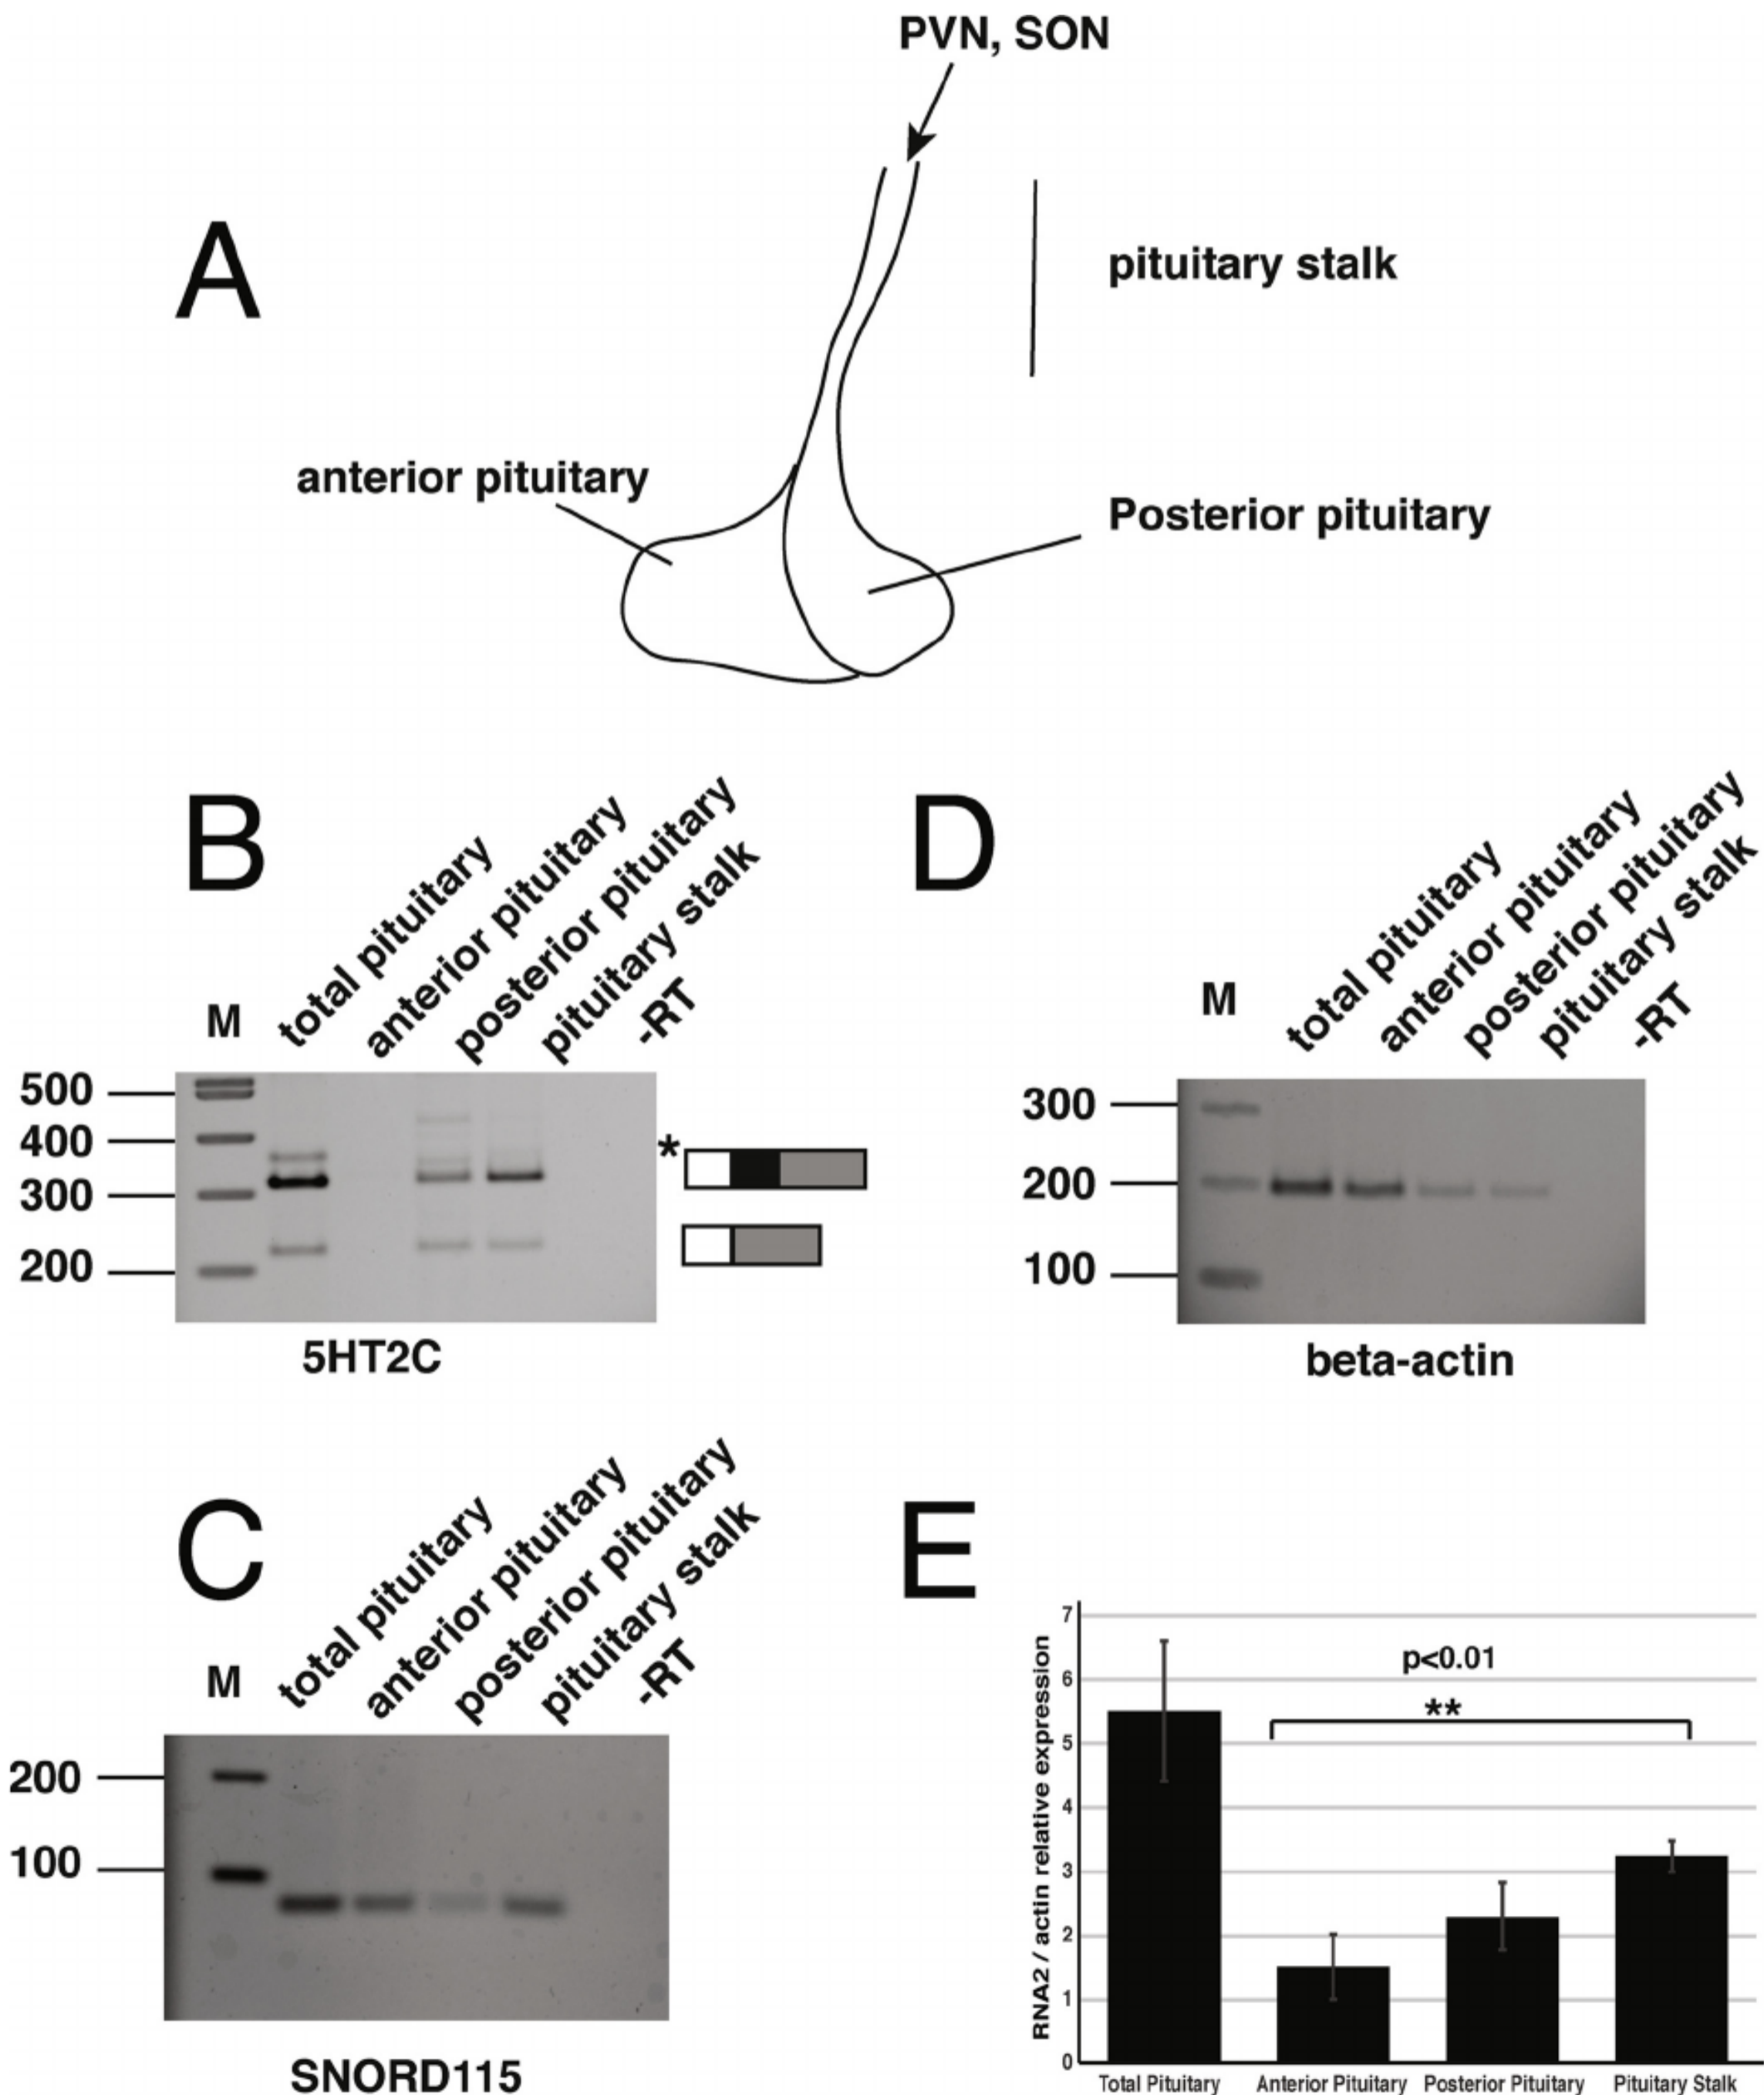 PVN, SON
A
pituitary stalk
anterior pituitary
Posterior pituitary
B
M
total pituitary
anterior pituitary
posterior pituitary
pituitary stalk
-RT
500
400
300
200
*
5HT2C
D
M
total pituitary
anterior pituitary
posterior pituitary
pituitary stalk
-RT
300
200
100
beta-actin
C
M
total pituitary
anterior pituitary
posterior pituitary
pituitary stalk
-RT
200
100
SNORD115
E
RNA2 / actin relative expression
7
6
5
4
3
2
1
0
p<0.01
**
Total Pituitary
Anterior Pituitary
Posterior Pituitary
Pituitary Stalk